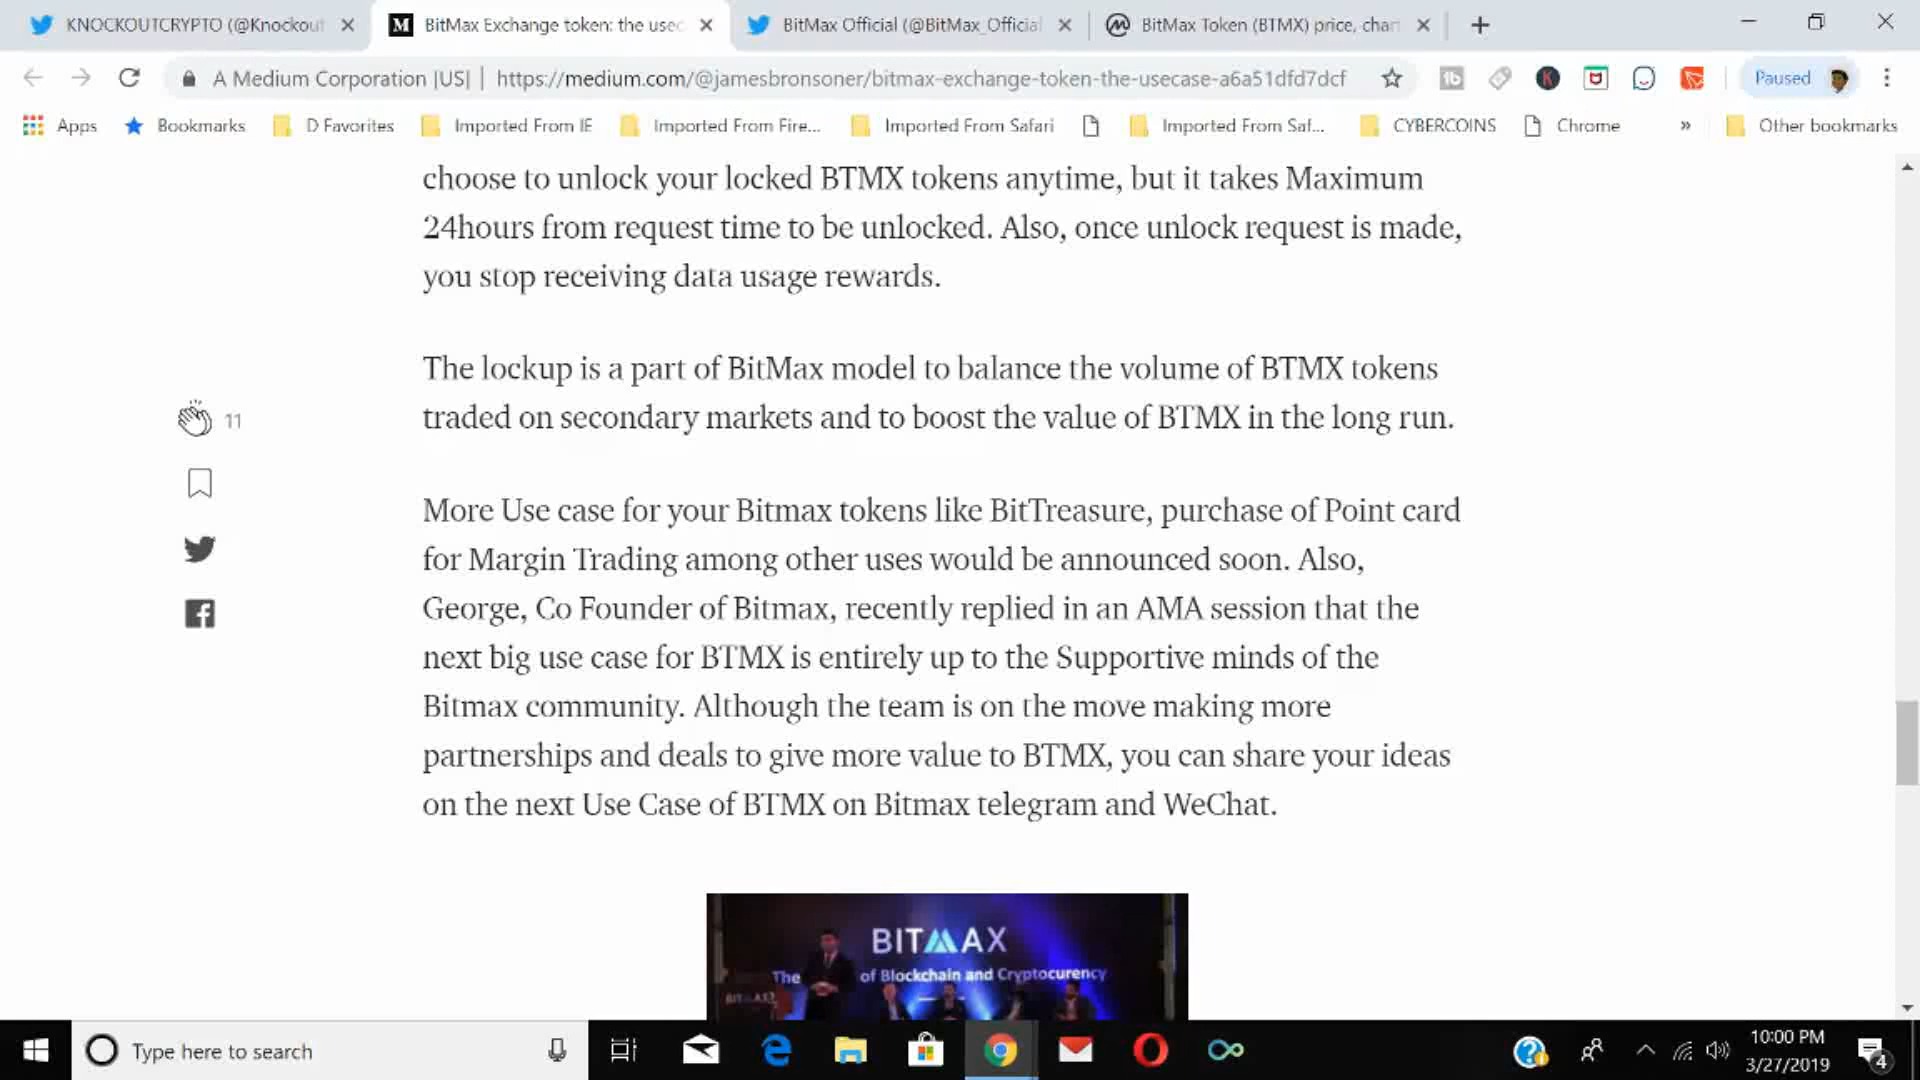 KNOCKOUTCRYPTO (@Knockout
BitMax Exchange token: the usec
BitMax Official (@BitMax_Official
BitMax Token (BTMX) price, char
A Medium Corporation [US] | https://medium.com/@jamesbronsoner/bitmax-exchange-token-the-usecase-a6a51dfd7dcf
Paused
Apps
Bookmarks
D Favorites
Imported From IE
Imported From Fire...
Imported From Safari
Imported From Saf...
CYBERCOINS
Chrome
»
Other bookmarks
choose to unlock your locked BTMX tokens anytime, but it takes Maximum
24hours from request time to be unlocked. Also, once unlock request is made,
you stop receiving data usage rewards.
The lockup is a part of BitMax model to balance the volume of BTMX tokens
traded on secondary markets and to boost the value of BTMX in the long run.
11
More Use case for your Bitmax tokens like BitTreasure, purchase of Point card
for Margin Trading among other uses would be announced soon. Also,
George, Co Founder of Bitmax, recently replied in an AMA session that the
next big use case for BTMX is entirely up to the Supportive minds of the
Bitmax community. Although the team is on the move making more
partnerships and deals to give more value to BTMX, you can share your ideas
on the next Use Case of BTMX on Bitmax telegram and WeChat.
BITMAX
The of Blockchain and Cryptocurency
Type here to search
10:00 PM
3/27/2019
4